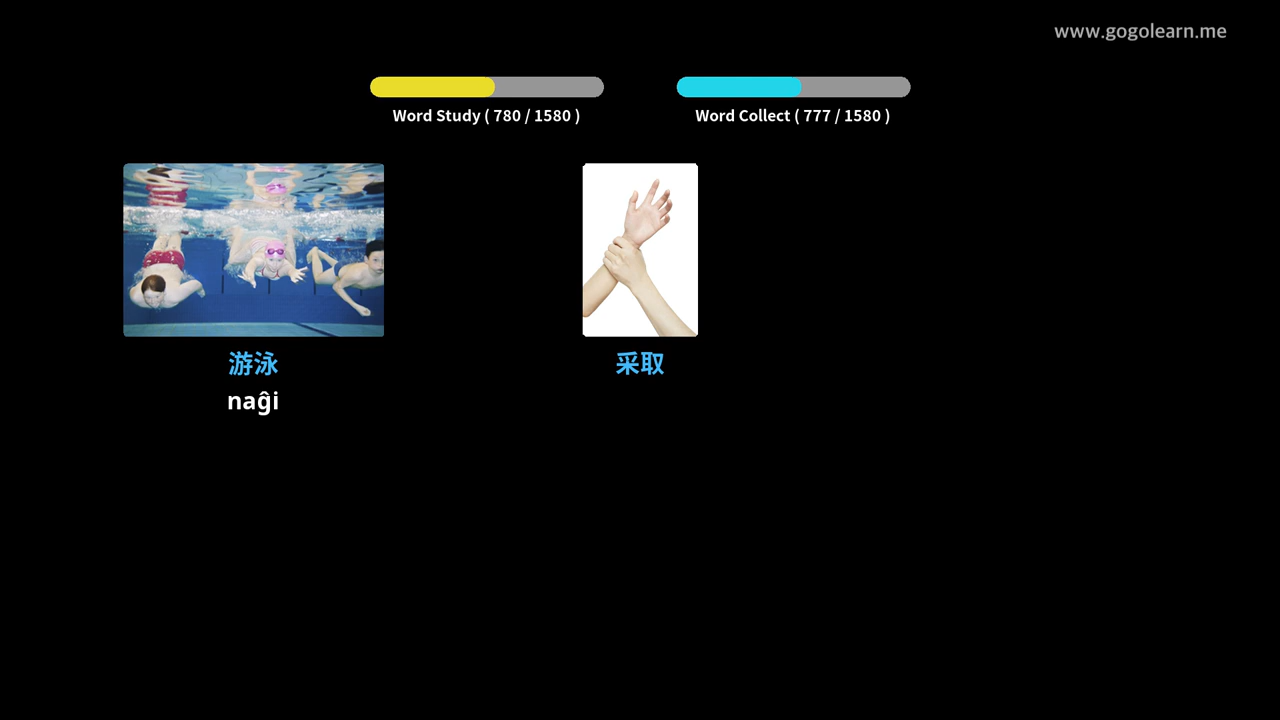 www.gogolearn.me
Word Study ( 780 / 1580 )
Word Collect ( 777 / 1580 )
游泳
naĝi
采取